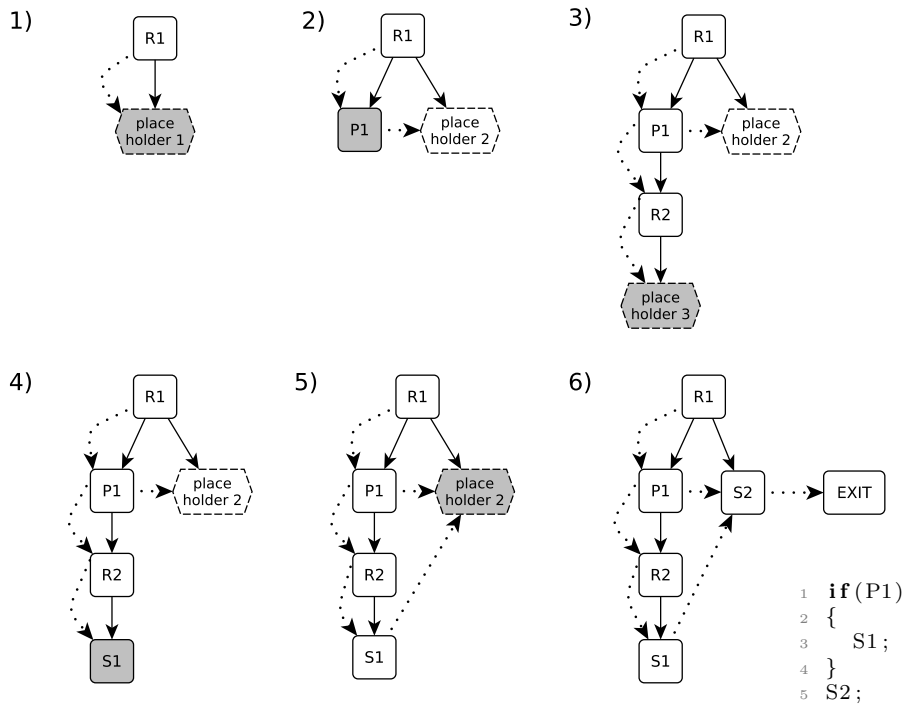 1)
R1
place
holder 1
2)
R1
P1
place
holder 2
3)
R1
P1
place
holder 2
R2
place
holder 3
4)
R1
P1
place
holder 2
R2
S1
5)
R1
P1
place
holder 2
R2
S1
6)
R1
P1
S2
EXIT
R2
S1
1 if(P1)
2 {
3 S1;
4 }
5 S2;